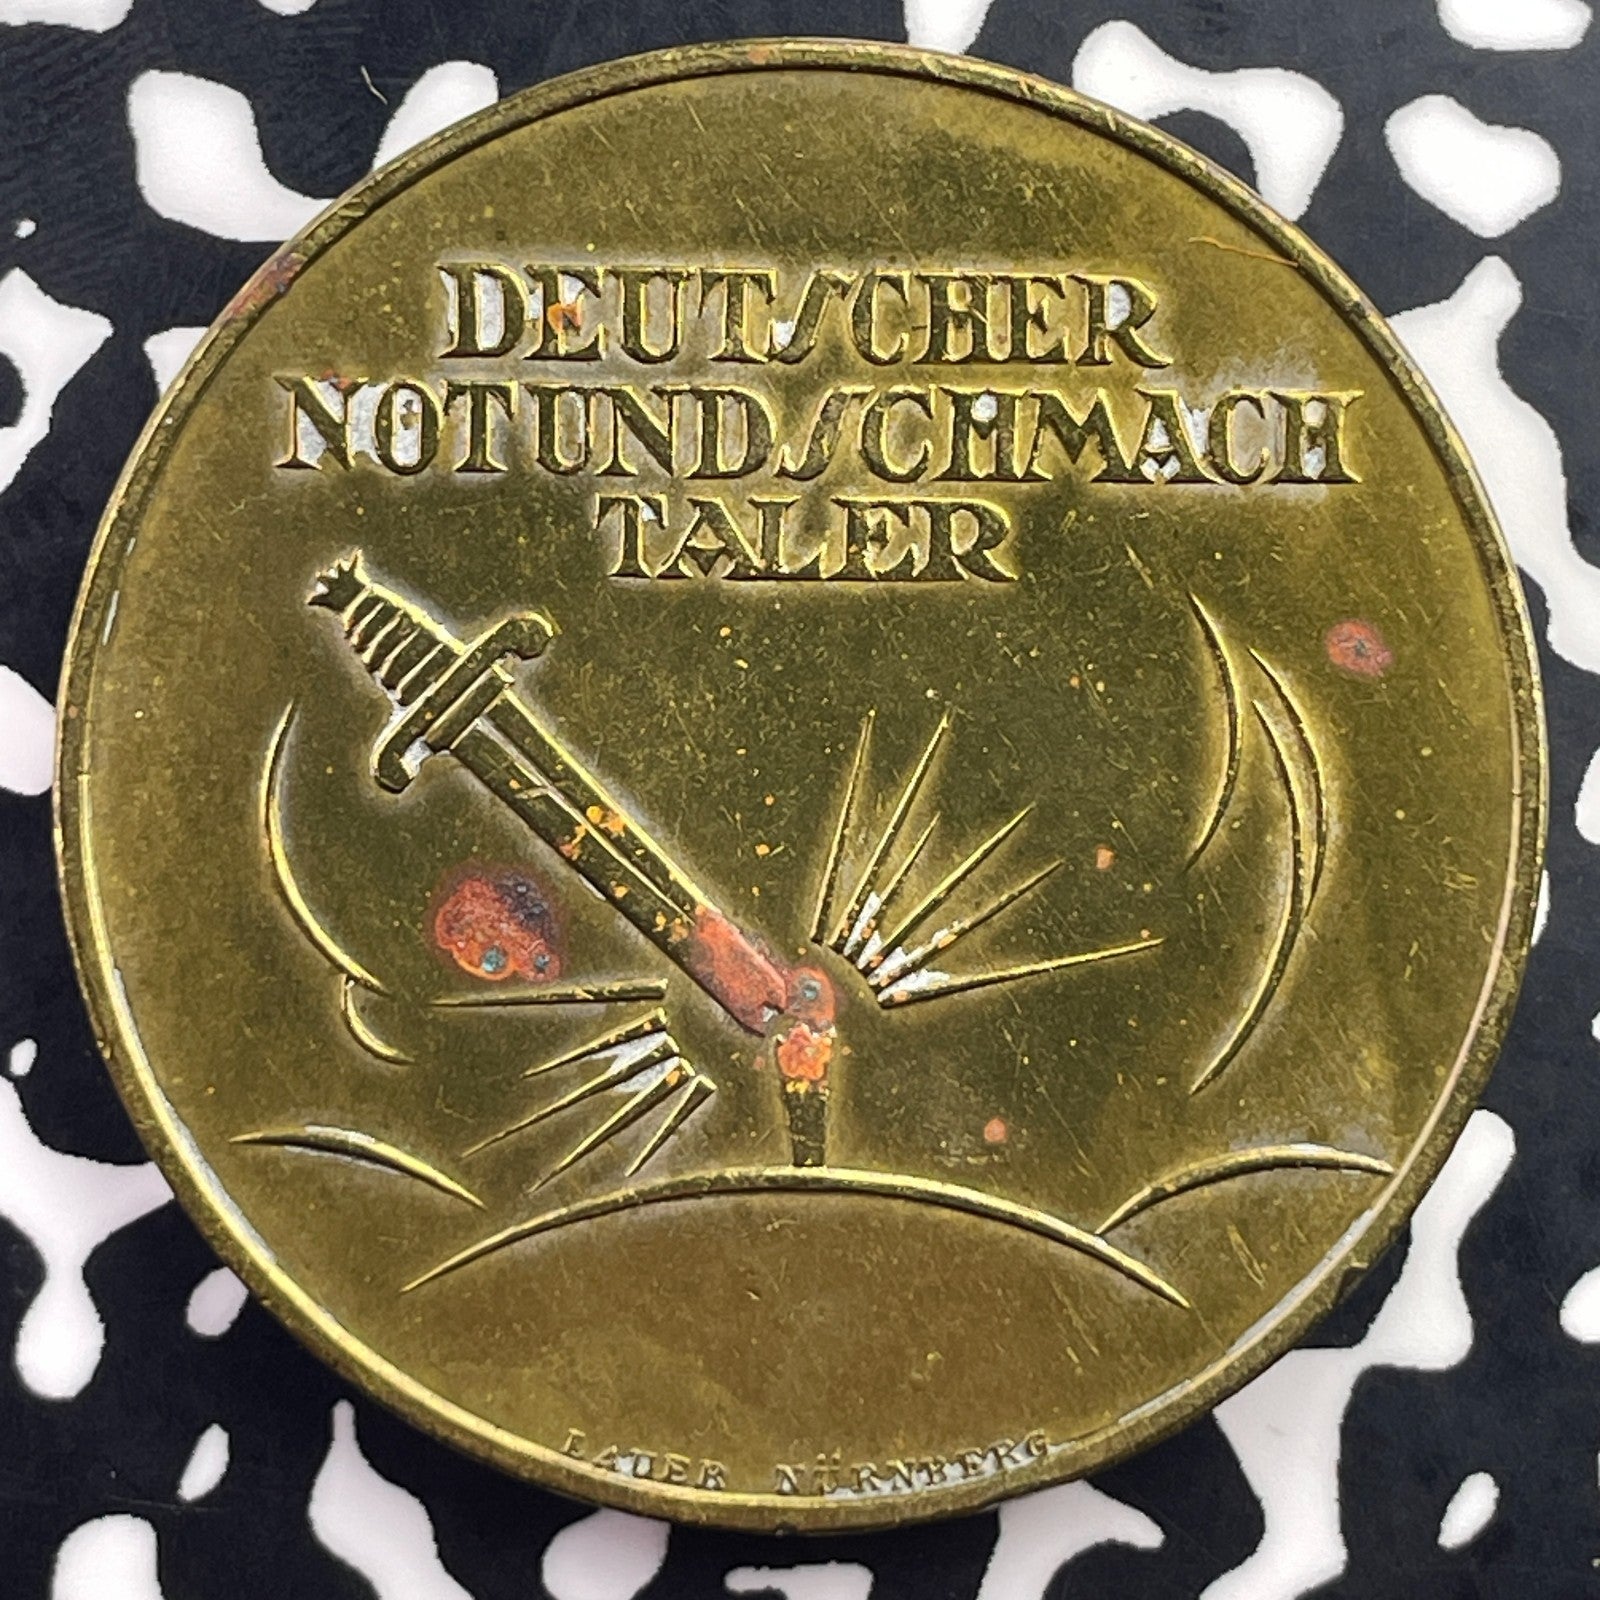 DEUTSCHER
NOTUNDSCHMACH
TALER
LAUER NÜRNBERG